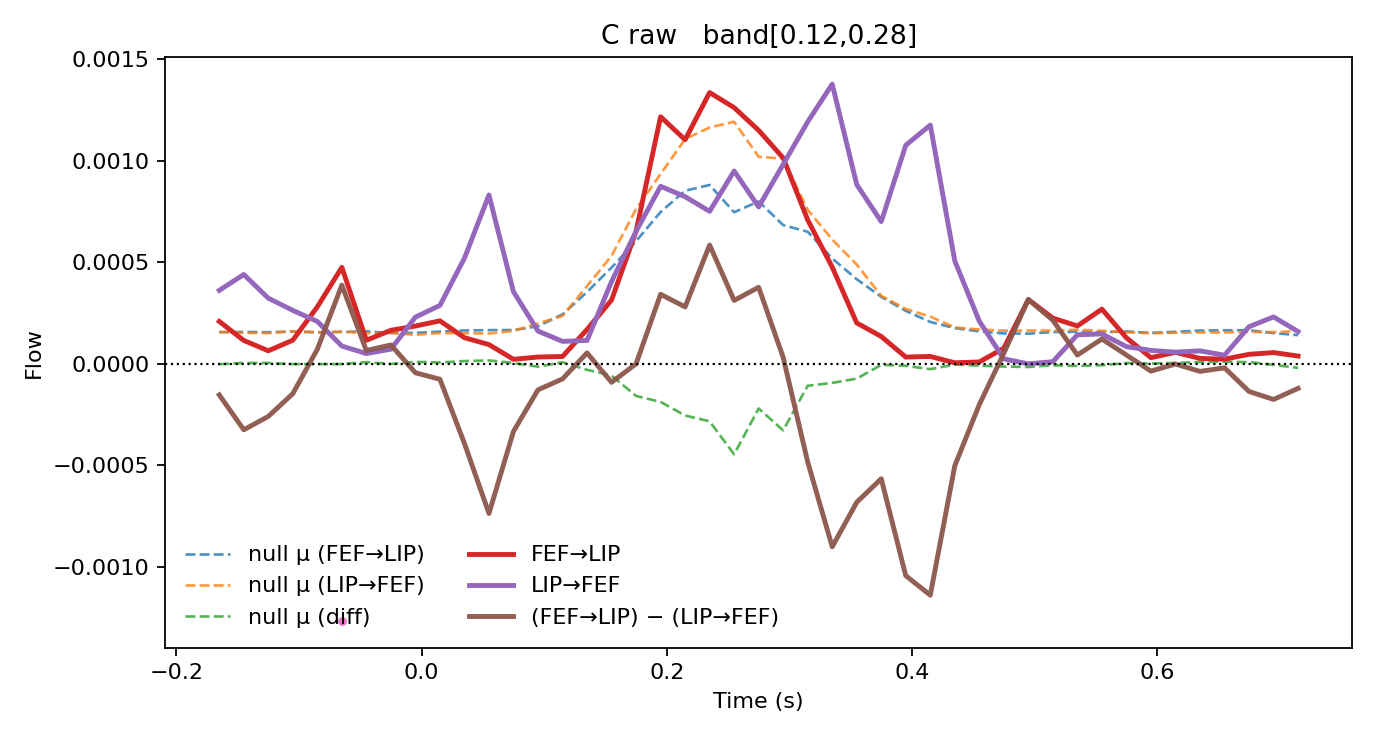 C raw   band[0.12,0.28]
0.0015
0.0010
0.0005
0.0000
−0.0005
−0.0010
Flow
null μ (FEF→LIP)
null μ (LIP→FEF)
null μ (diff)
FEF→LIP
LIP→FEF
(FEF→LIP) − (LIP→FEF)
−0.2 0.0 0.2 0.4 0.6
Time (s)